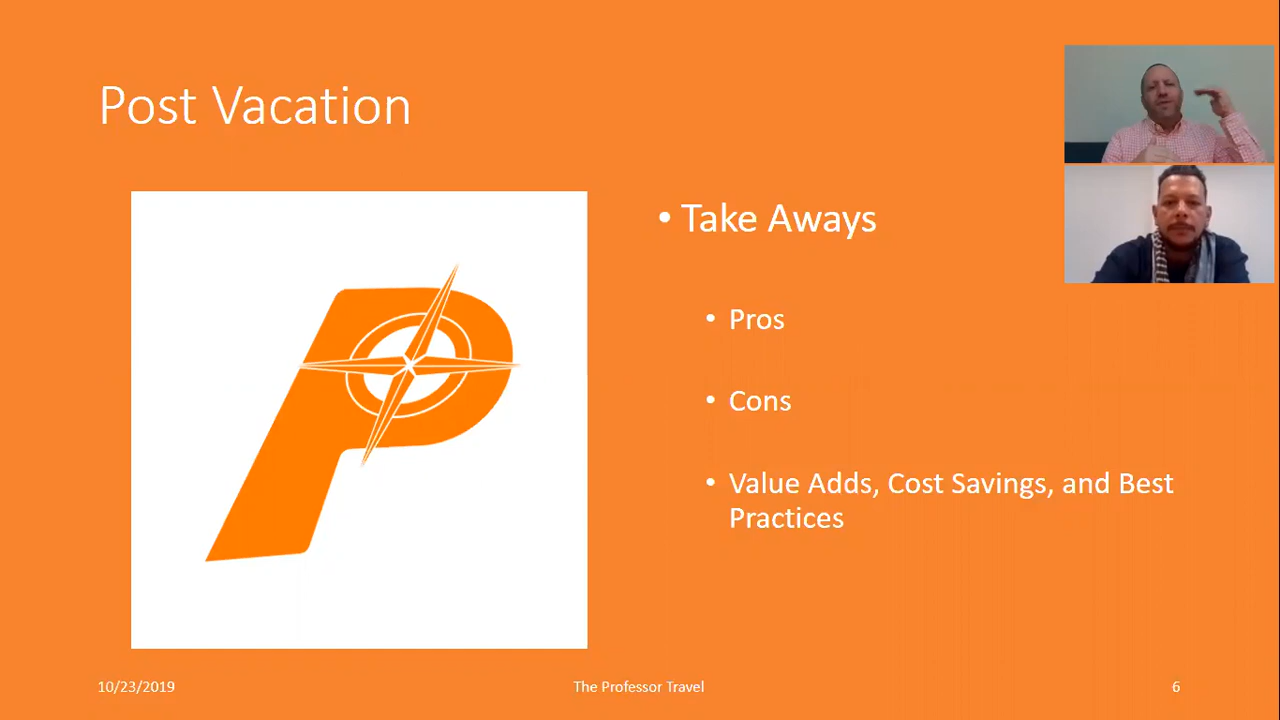 Post Vacation
• Take Aways
• Pros
• Cons
• Value Adds, Cost Savings, and Best
Practices
P
10/23/2019
The Professor Travel
6